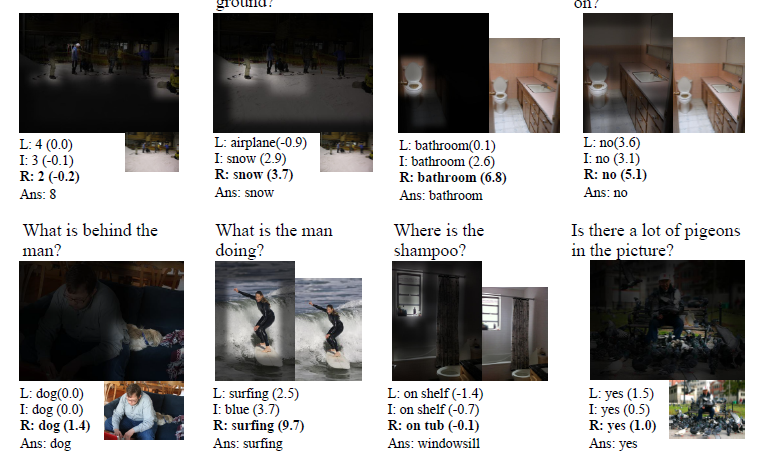 ground?
on?
L: 4 (0.0)
I: 3 (-0.1)
R: 2 (-0.2)
Ans: 8
L: airplane(-0.9)
I: snow (2.9)
R: snow (3.7)
Ans: snow
L: bathroom(0.1)
I: bathroom (2.6)
R: bathroom (6.8)
Ans: bathroom
L: no(3.6)
I: no (3.1)
R: no (5.1)
Ans: no
What is behind the
man?
L: dog(0.0)
I: dog (0.0)
R: dog (1.4)
Ans: dog
What is the man
doing?
L: surfing (2.5)
I: blue (3.7)
R: surfing (9.7)
Ans: surfing
Where is the
shampoo?
L: on shelf (-1.4)
I: on shelf (-0.7)
R: on tub (-0.1)
Ans: windowsill
Is there a lot of pigeons
in the picture?
L: yes (1.5)
I: yes (0.5)
R: yes (1.0)
Ans: yes